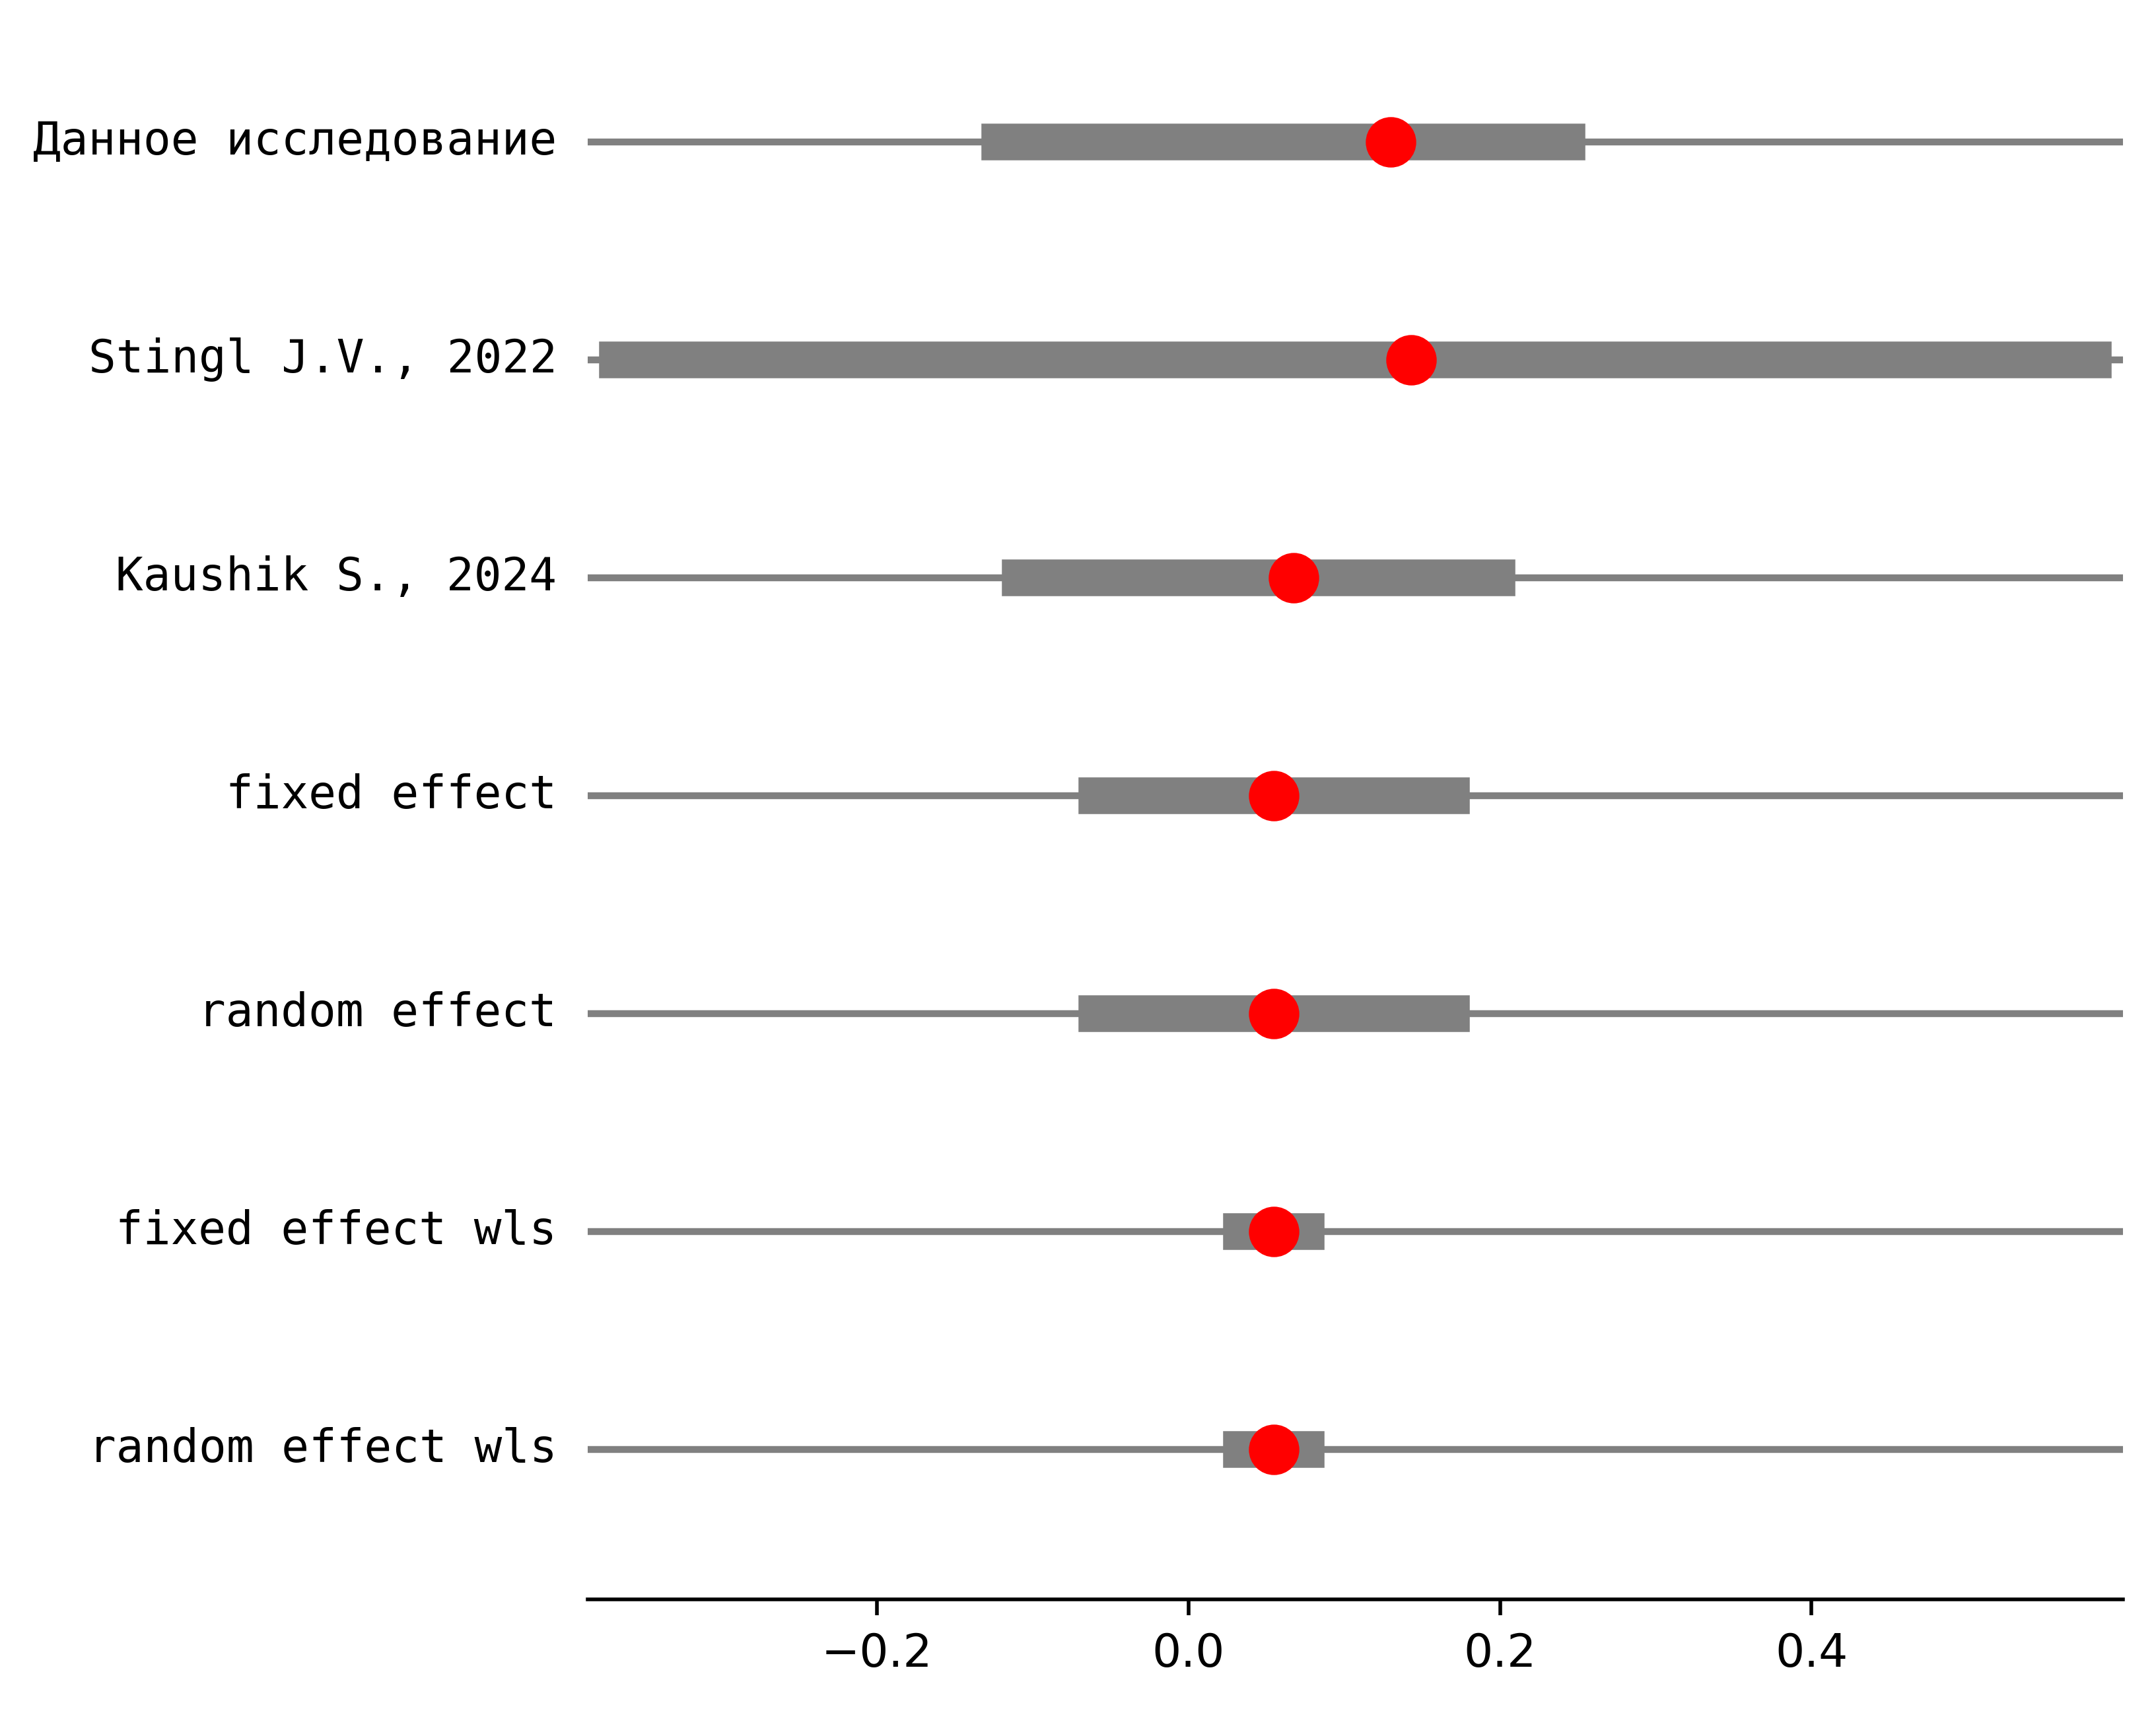 Данное исследование
Stingl J.V., 2022
Kaushik S., 2024
fixed effect
random effect
fixed effect wls
random effect wls
−0.2 0.0 0.2 0.4